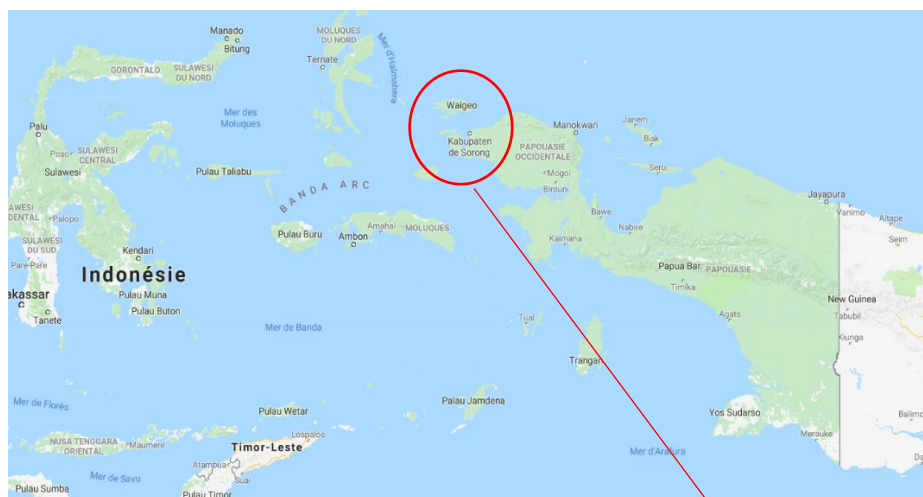 Manado
Bitung
GORONTALO
SULAWESI
DU NORD
MOLUQUES
DU NORD
Ternate
Mer d'Halmahera
Mer des
Moluques
Waigeo
Kabupaten
de Sorong
Manokwari
PAPOUASIE
OCCIDENTALE
Mogoi
Bintuni
Janem
Biak
Serui
Palu
Poso
SULAWESI
CENTRAL
Sulawesi
Pulau Taliabu
BANDA ARC
Jayapura
Vanimo
Aitape
Seim
AWESI
DENTAL
Palopo
SULAWESI
DU SUD
Pare-Pare
Kendari
Pulau Buru
Ambon
Amahai
MOLUQUES
Bawe
Nabire
Kaimana
Indonésie
akassar
Pulau Muna
Pulau Buton
Tanete
Papua Bar
PAPOUASIE
Timika
New Guinea
Tabubil
Kiunga
Agats
Mer de Banda
Tual
Trangan
Mer de Florès
Pulau Wetar
Palau Jamdena
Yos Sudarso
Balimo
Merauke
NUSA TENGGARA
ORIENTAL
Maumere
Lospalos
Timor-Leste
Mer d'Arafura
Da
Atambua
Suai
Mer de Savu
Pulau Sumba
Pulau Timor